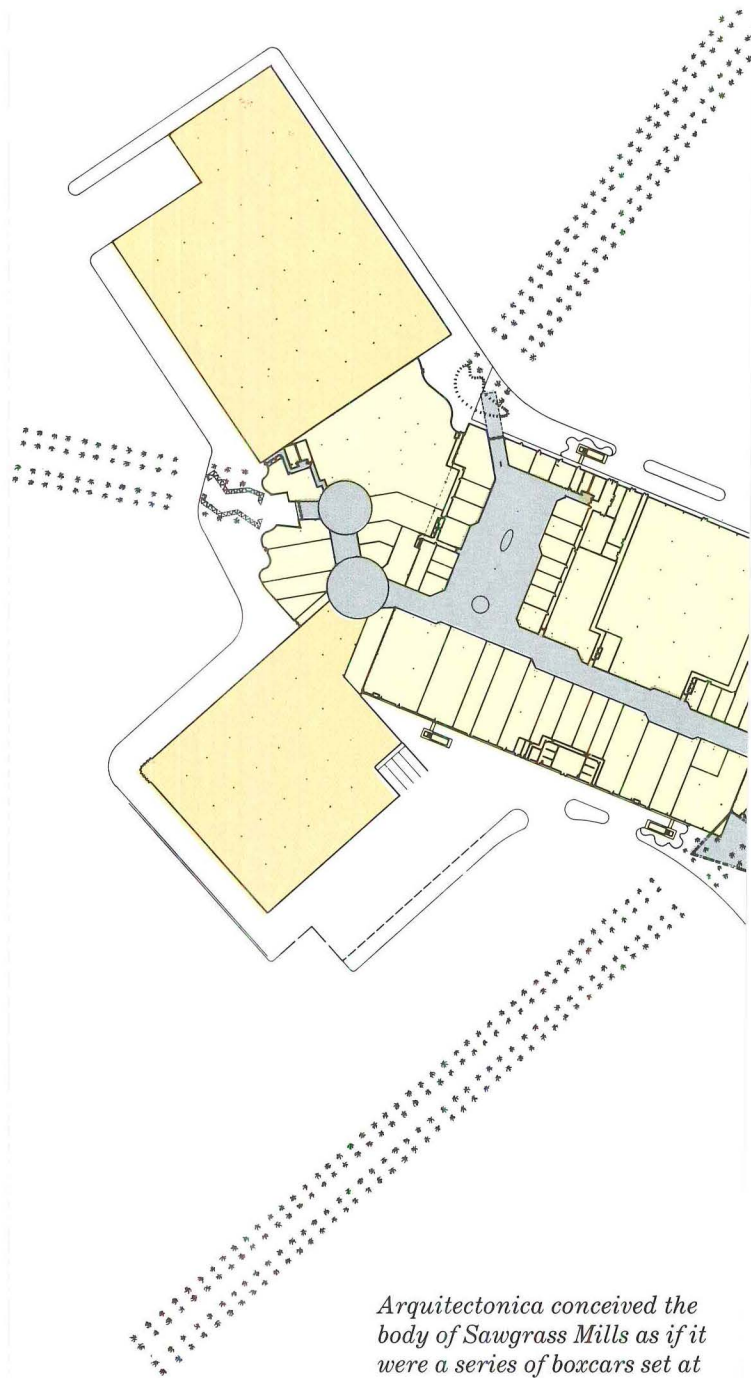 Arquitectonica conceived the
body of Sawgrass Mills as if it
were a series of boxcars set at